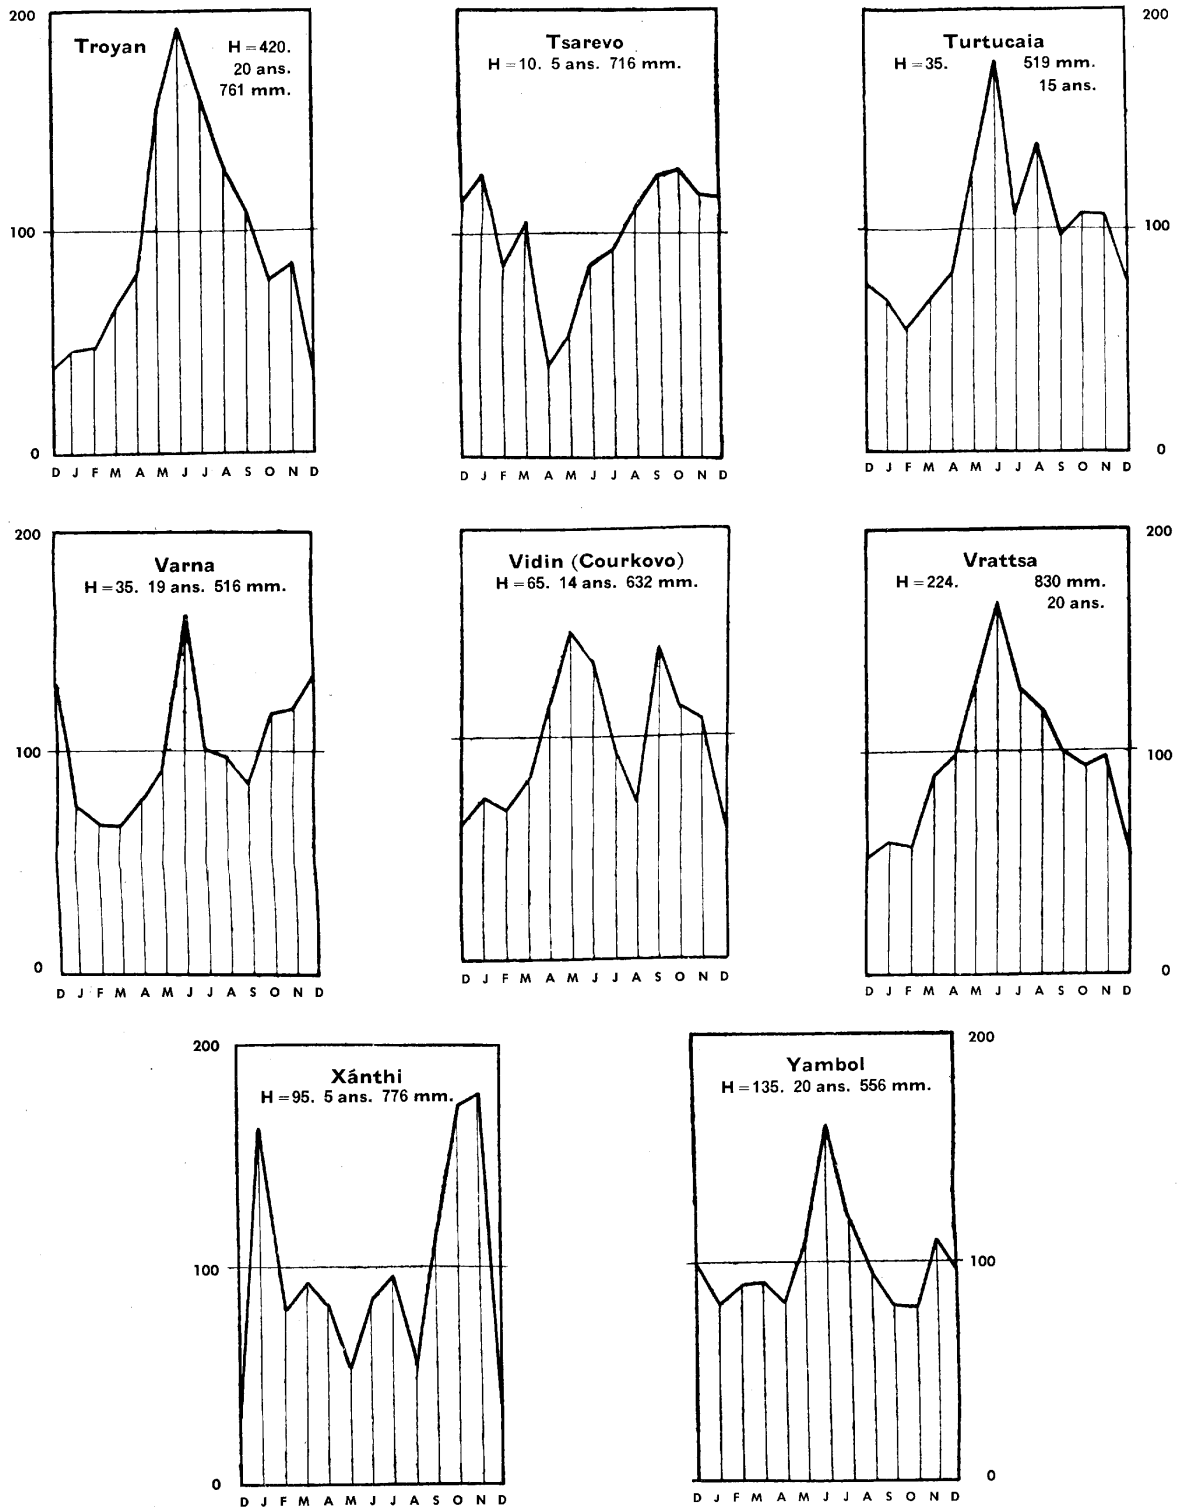 200
Troyan H = 420.
20 ans.
761 mm.
100
0
D J F M A M J J A S O N D
Tsarevo
H = 10. 5 ans. 716 mm.
D J F M A M J J A S O N D
200
Turtucaia
H = 35. 519 mm.
15 ans.
100
0
D J F M A M J J A S O N D
200
Varna
H = 35. 19 ans. 516 mm.
100
0
D J F M A M J J A S O N D
Vidin (Courkovo)
H = 65. 14 ans. 632 mm.
D J F M A M J J A S O N D
200
Vrattsa
H = 224. 830 mm.
20 ans.
100
0
D J F M A M J J A S O N D
200
Xánthi
H = 95. 5 ans. 776 mm.
100
0
D J F M A M J J A S O N D
200
Yambol
H = 135. 20 ans. 556 mm.
100
0
D J F M A M J J A S O N D